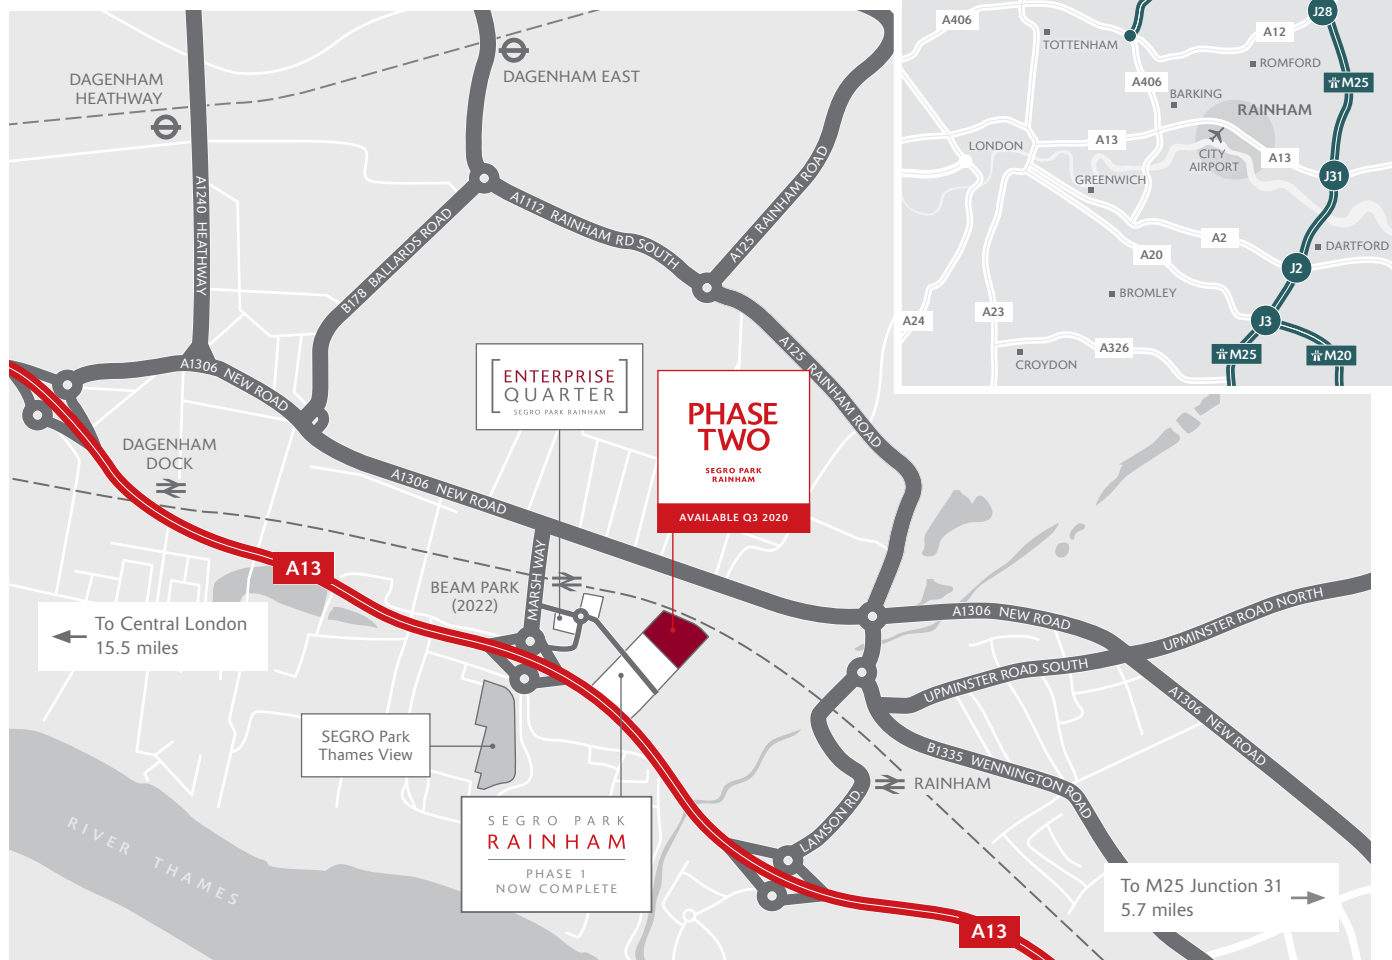 DAGENHAM
HEATHWAY
DAGENHAM EAST
A1240 HEATHWAY
B178 BALLARDS ROAD
A1112 RAINHAM RD SOUTH
A125 RAINHAM ROAD
A125 RAINHAM ROAD
A1306 NEW ROAD
DAGENHAM
DOCK
A1306 NEW ROAD
[ENTERPRISE
QUARTER]
SEGRO PARK RAINHAM
PHASE
TWO
SEGRO PARK
RAINHAM
AVAILABLE Q3 2020
A13
MARSH WAY
BEAM PARK
(2022)
To Central London
15.5 miles
A1306 NEW ROAD
UPMINSTER ROAD NORTH
UPMINSTER ROAD SOUTH
A1306 NEW ROAD
B1335 WENNINGTON ROAD
SEGRO Park
Thames View
RAINHAM
LAMSON RD.
SEGRO PARK
RAINHAM
PHASE 1
NOW COMPLETE
RIVER THAMES
To M25 Junction 31
5.7 miles
A13
A406
TOTTENHAM
J28
A12
ROMFORD
A406
M25
BARKING
RAINHAM
A13
LONDON
CITY
AIRPORT
A13
J31
GREENWICH
A2
DARTFORD
A20
J2
BROMLEY
A23
A24
J3
A326
M25
M20
CROYDON